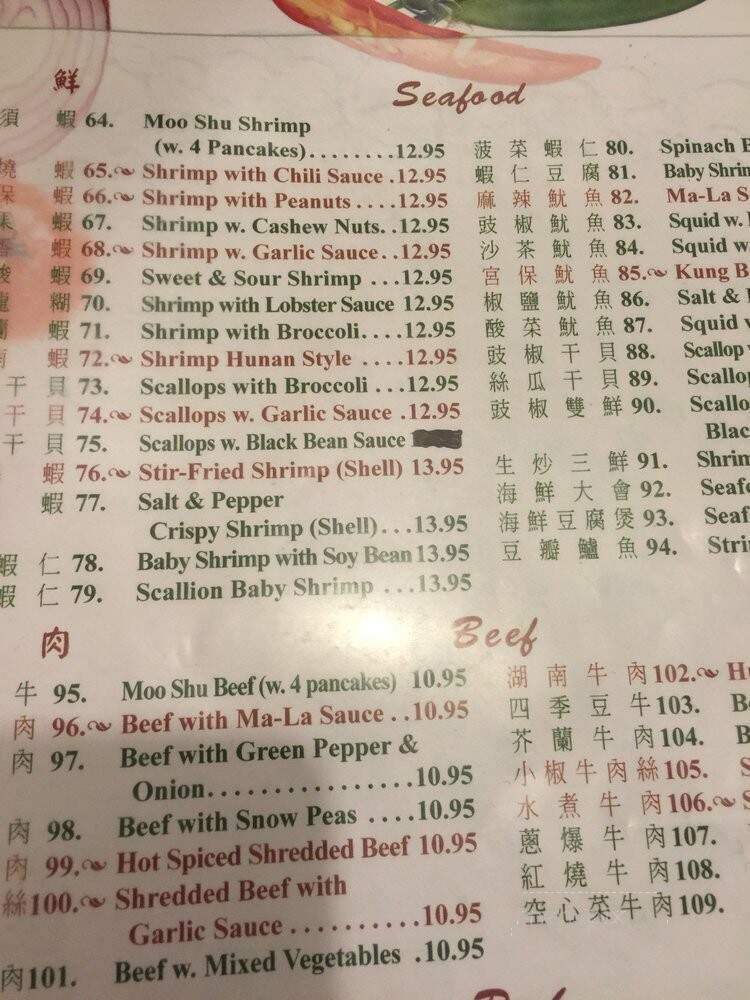 鮮 Seafood
須 蝦 64. Moo Shu Shrimp
(w. 4 Pancakes)........12.95
燒 蝦 65. Shrimp with Chili Sauce .12.95
保 蝦 66. Shrimp with Peanuts ....12.95
果 蝦 67. Shrimp w. Cashew Nuts. .12.95
香 蝦 68. Shrimp w. Garlic Sauce. .12.95
酸 蝦 69. Sweet & Sour Shrimp ...12.95
龍 糊 70. Shrimp with Lobster Sauce 12.95
蘭 蝦 71. Shrimp with Broccoli....12.95
南 蝦 72. Shrimp Hunan Style ....12.95
干 貝 73. Scallops with Broccoli ...12.95
干 貝 74. Scallops w. Garlic Sauce .12.95
干 貝 75. Scallops w. Black Bean Sauce
蝦 76. Stir-Fried Shrimp (Shell) 13.95
蝦 77. Salt & Pepper
Crispy Shrimp (Shell)...13.95
蝦 仁 78. Baby Shrimp with Soy Bean 13.95
蝦 仁 79. Scallion Baby Shrimp ...13.95
菠 菜 蝦 仁 80. Spinach B
蝦 仁 豆 腐 81. Baby Shrim
麻 辣 魷 魚 82. Ma-La S
豉 椒 魷 魚 83. Squid w.
沙 茶 魷 魚 84. Squid w
宮 保 魷 魚 85. Kung B
椒 鹽 魷 魚 86. Salt &
酸 菜 魷 魚 87. Squid
豉 椒 干 貝 88. Scallop
絲 瓜 干 貝 89. Scallo
豉 椒 雙 鮮 90. Scallo
Blac
生 炒 三 鮮 91. Shrim
海 鮮 大 會 92. Seaf
海 鮮 豆 腐 煲 93. Seaf
豆 瓣 鱸 魚 94. Stri
肉 Beef
牛 95. Moo Shu Beef (w. 4 pancakes) 10.95
肉 96. Beef with Ma-La Sauce . .10.95
肉 97. Beef with Green Pepper &
Onion................10.95
肉 98. Beef with Snow Peas ....10.95
肉 99. Hot Spiced Shredded Beef 10.95
絲 100. Shredded Beef with
Garlic Sauce ..........10.95
肉 101. Beef w. Mixed Vegetables .10.95
湖 南 牛 肉 102. H
四 季 豆 牛 103. B
芥 蘭 牛 肉 104. B
小 椒 牛 肉 絲 105. S
水 煮 牛 肉 106. S
蔥 爆 牛 肉 107.
紅 燒 牛 肉 108.
空 心 菜 牛 肉 109.